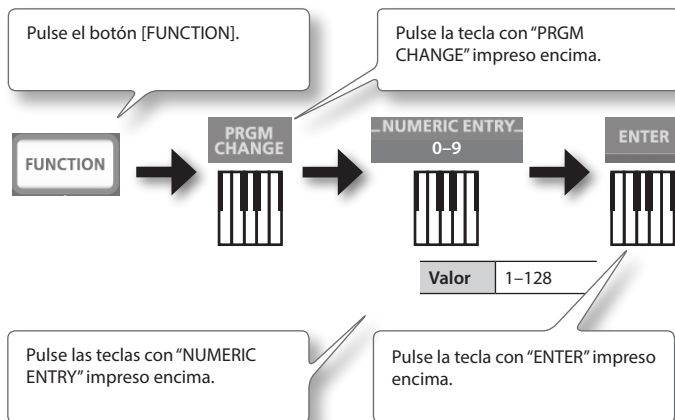 Pulse el botón [FUNCTION].
Pulse la tecla con “PRGM
CHANGE” impreso encima.
FUNCTION
PRGM
CHANGE
NUMERIC ENTRY
0–9
ENTER
Valor 1–128
Pulse las teclas con “NUMERIC
ENTRY” impreso encima.
Pulse la tecla con “ENTER” impreso
encima.